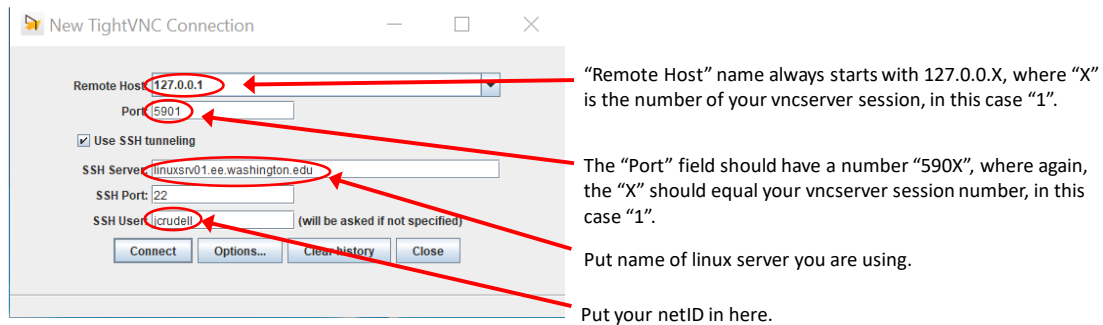 New TightVNC Connection
Remote Host: 127.0.0.1
Port: 5901
Use SSH tunneling
SSH Server: linuxsrv01.ee.washington.edu
SSH Port: 22
SSH User: jcrudell (will be asked if not specified)
Connect Options... Clear history Close
“Remote Host” name always starts with 127.0.0.X, where “X”
is the number of your vncserver session, in this case “1”.
The “Port” field should have a number “590X”, where again,
the “X” should equal your vncserver session number, in this
case “1”.
Put name of linux server you are using.
Put your netID in here.